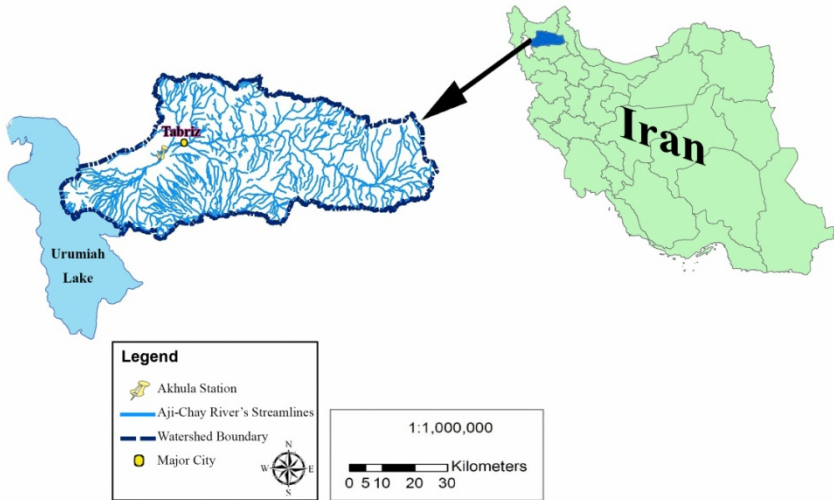 Iran
Tabriz
Urumiah
Lake
Legend
Akhula Station
Aji-Chay River's Streamlines
Watershed Boundary
Major City
N
W E
S
1:1,000,000
Kilometers
0 5 10 20 30